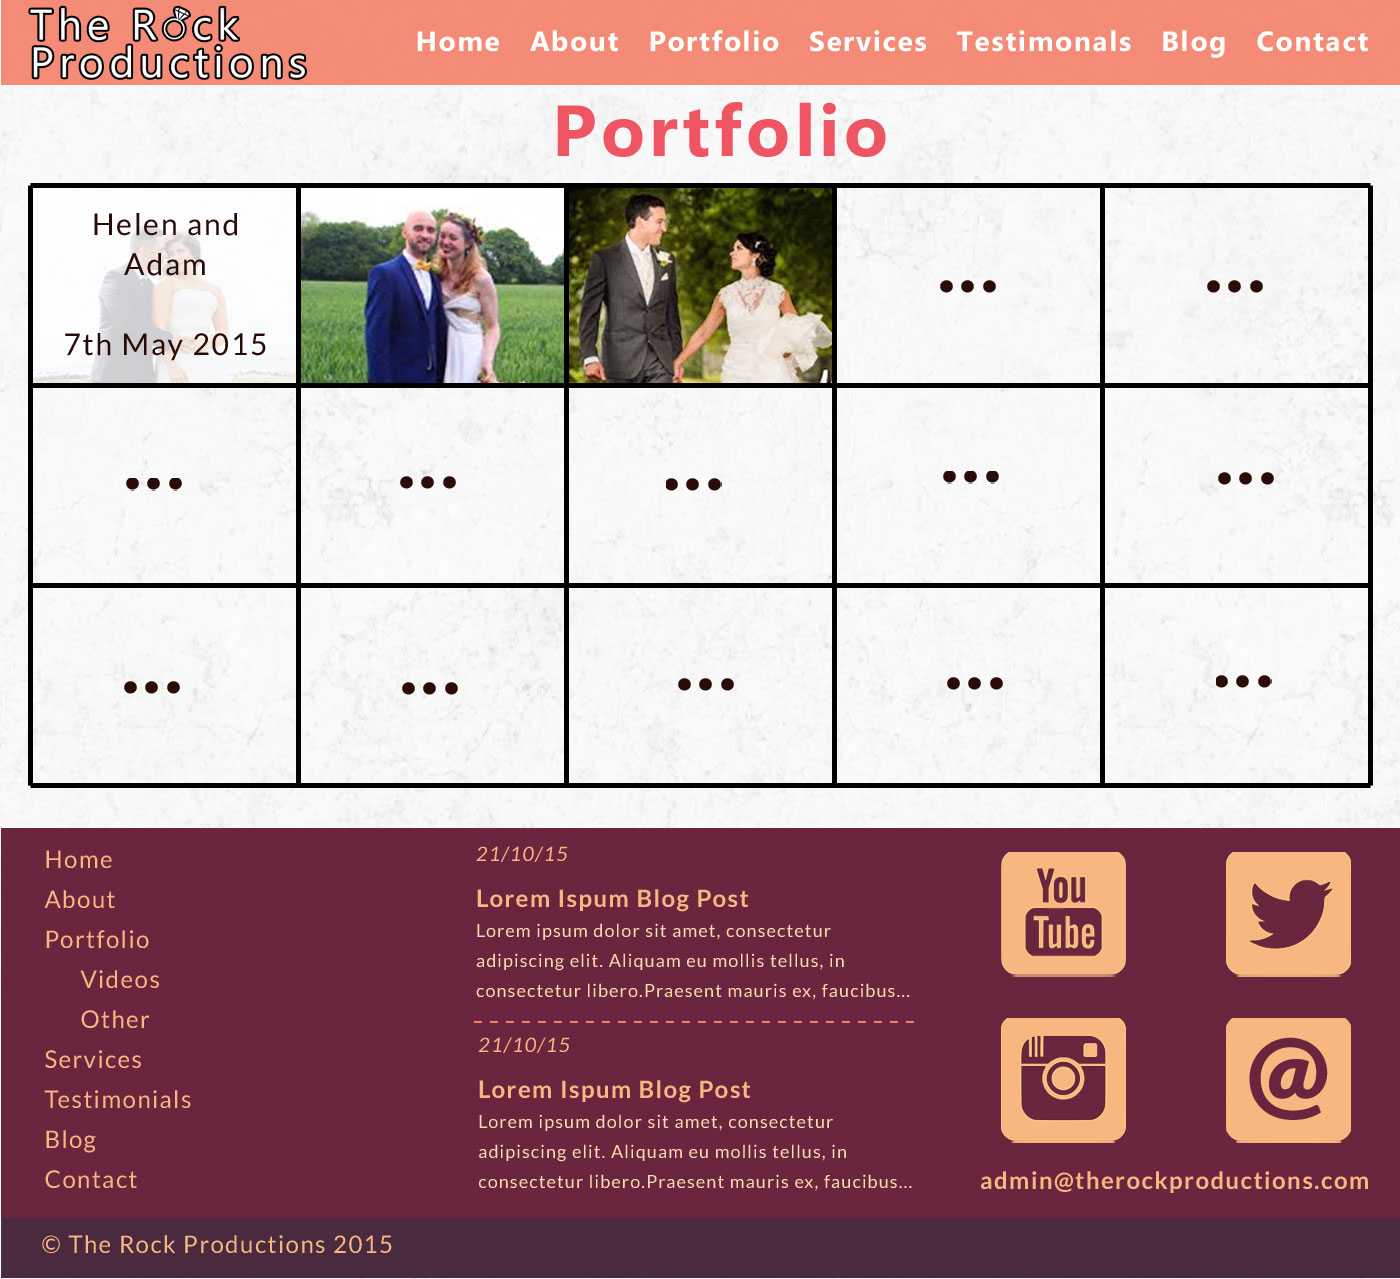 The Rock
Productions
Home About Portfolio Services Testimonals Blog Contact
Portfolio
Helen and
Adam
7th May 2015
Home
About
Portfolio
Videos
Other
Services
Testimonials
Blog
Contact
21/10/15
Lorem Ispum Blog Post
Lorem ipsum dolor sit amet, consectetur
adipiscing elit. Aliquam eu mollis tellus, in
consectetur libero.Praesent mauris ex, faucibus...
21/10/15
Lorem Ispum Blog Post
Lorem ipsum dolor sit amet, consectetur
adipiscing elit. Aliquam eu mollis tellus, in
consectetur libero.Praesent mauris ex, faucibus...
You
Tube
@
admin@therockproductions.com
© The Rock Productions 2015